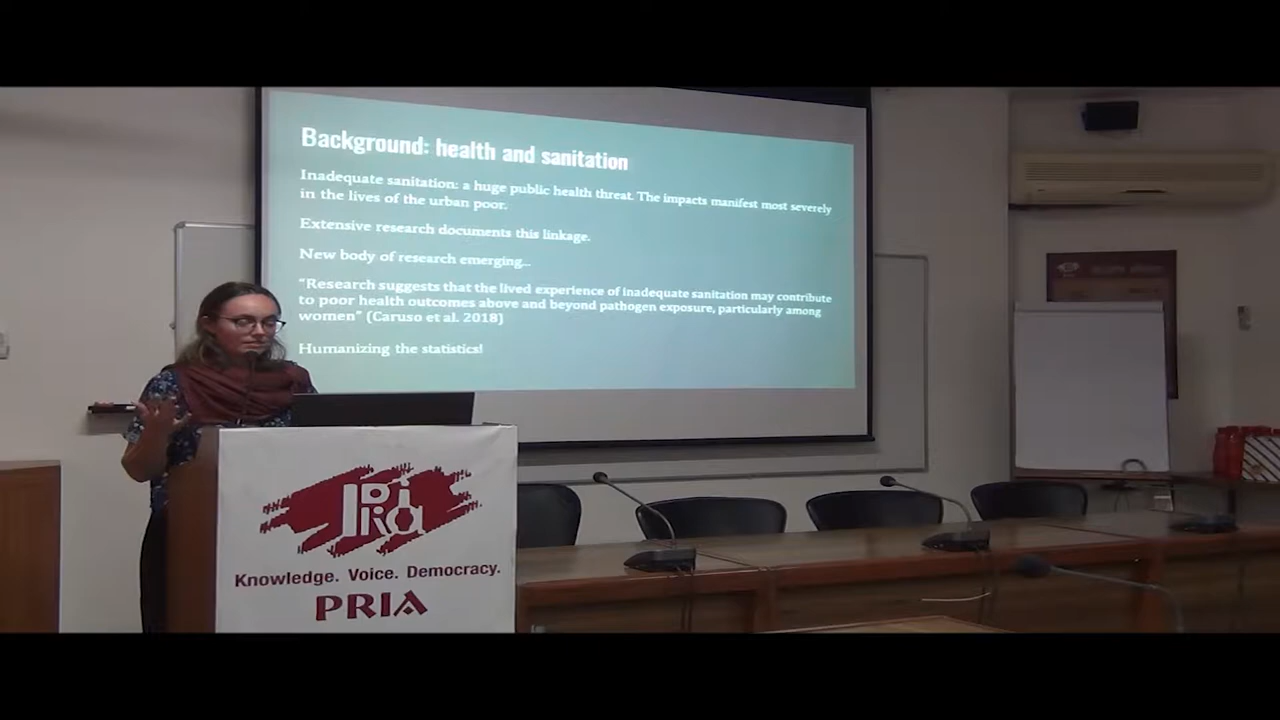 Background: health and sanitation
Inadequate sanitation: a huge public health threat. The impacts manifest most severely
in the lives of the urban poor.
Extensive research documents this linkage.
New body of research emerging...
"Research suggests that the lived experience of inadequate sanitation may contribute
to poor health outcomes above and beyond pathogen exposure, particularly among
women" (Caruso et al. 2018)
Humanizing the statistics!
PRIA
Knowledge. Voice. Democracy.
PRIA